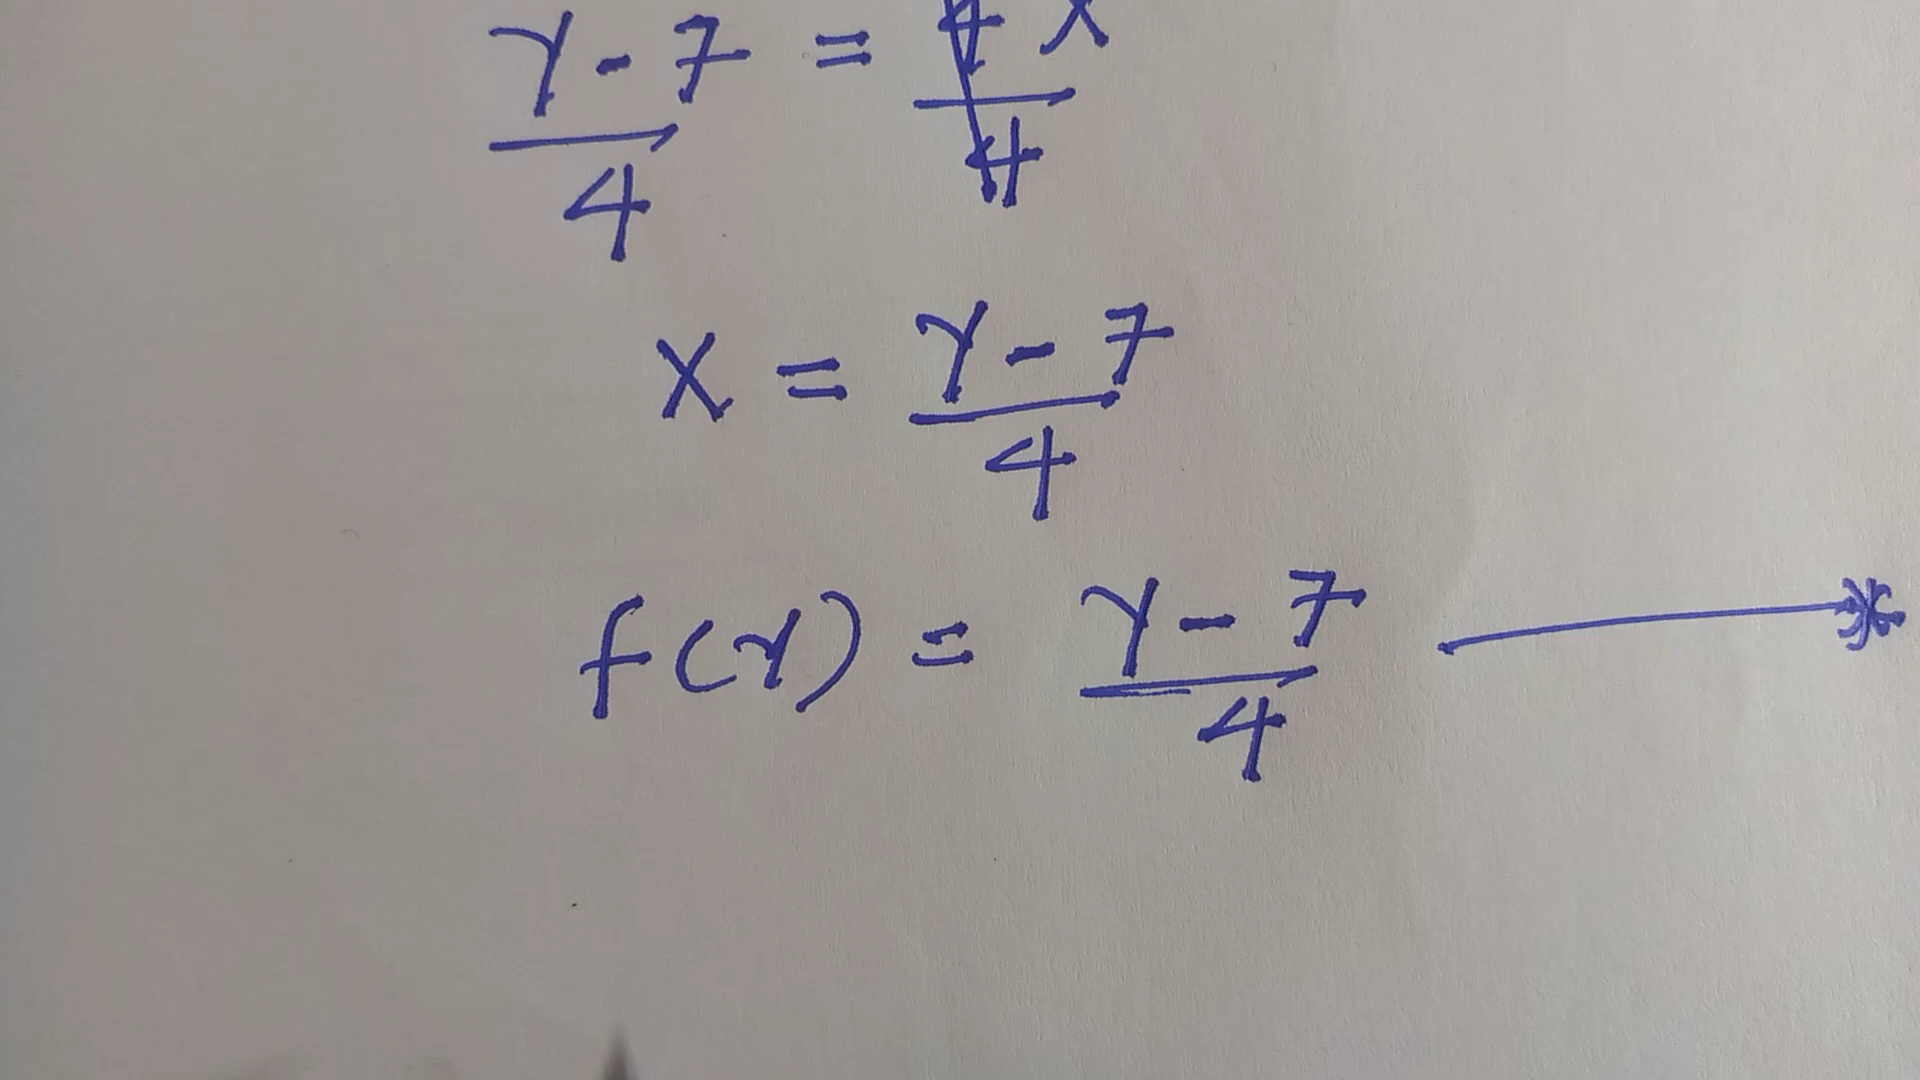 y - 7 / 4 = 4x / 4
x = y - 7 / 4
f(y) = y - 7 / 4 → *